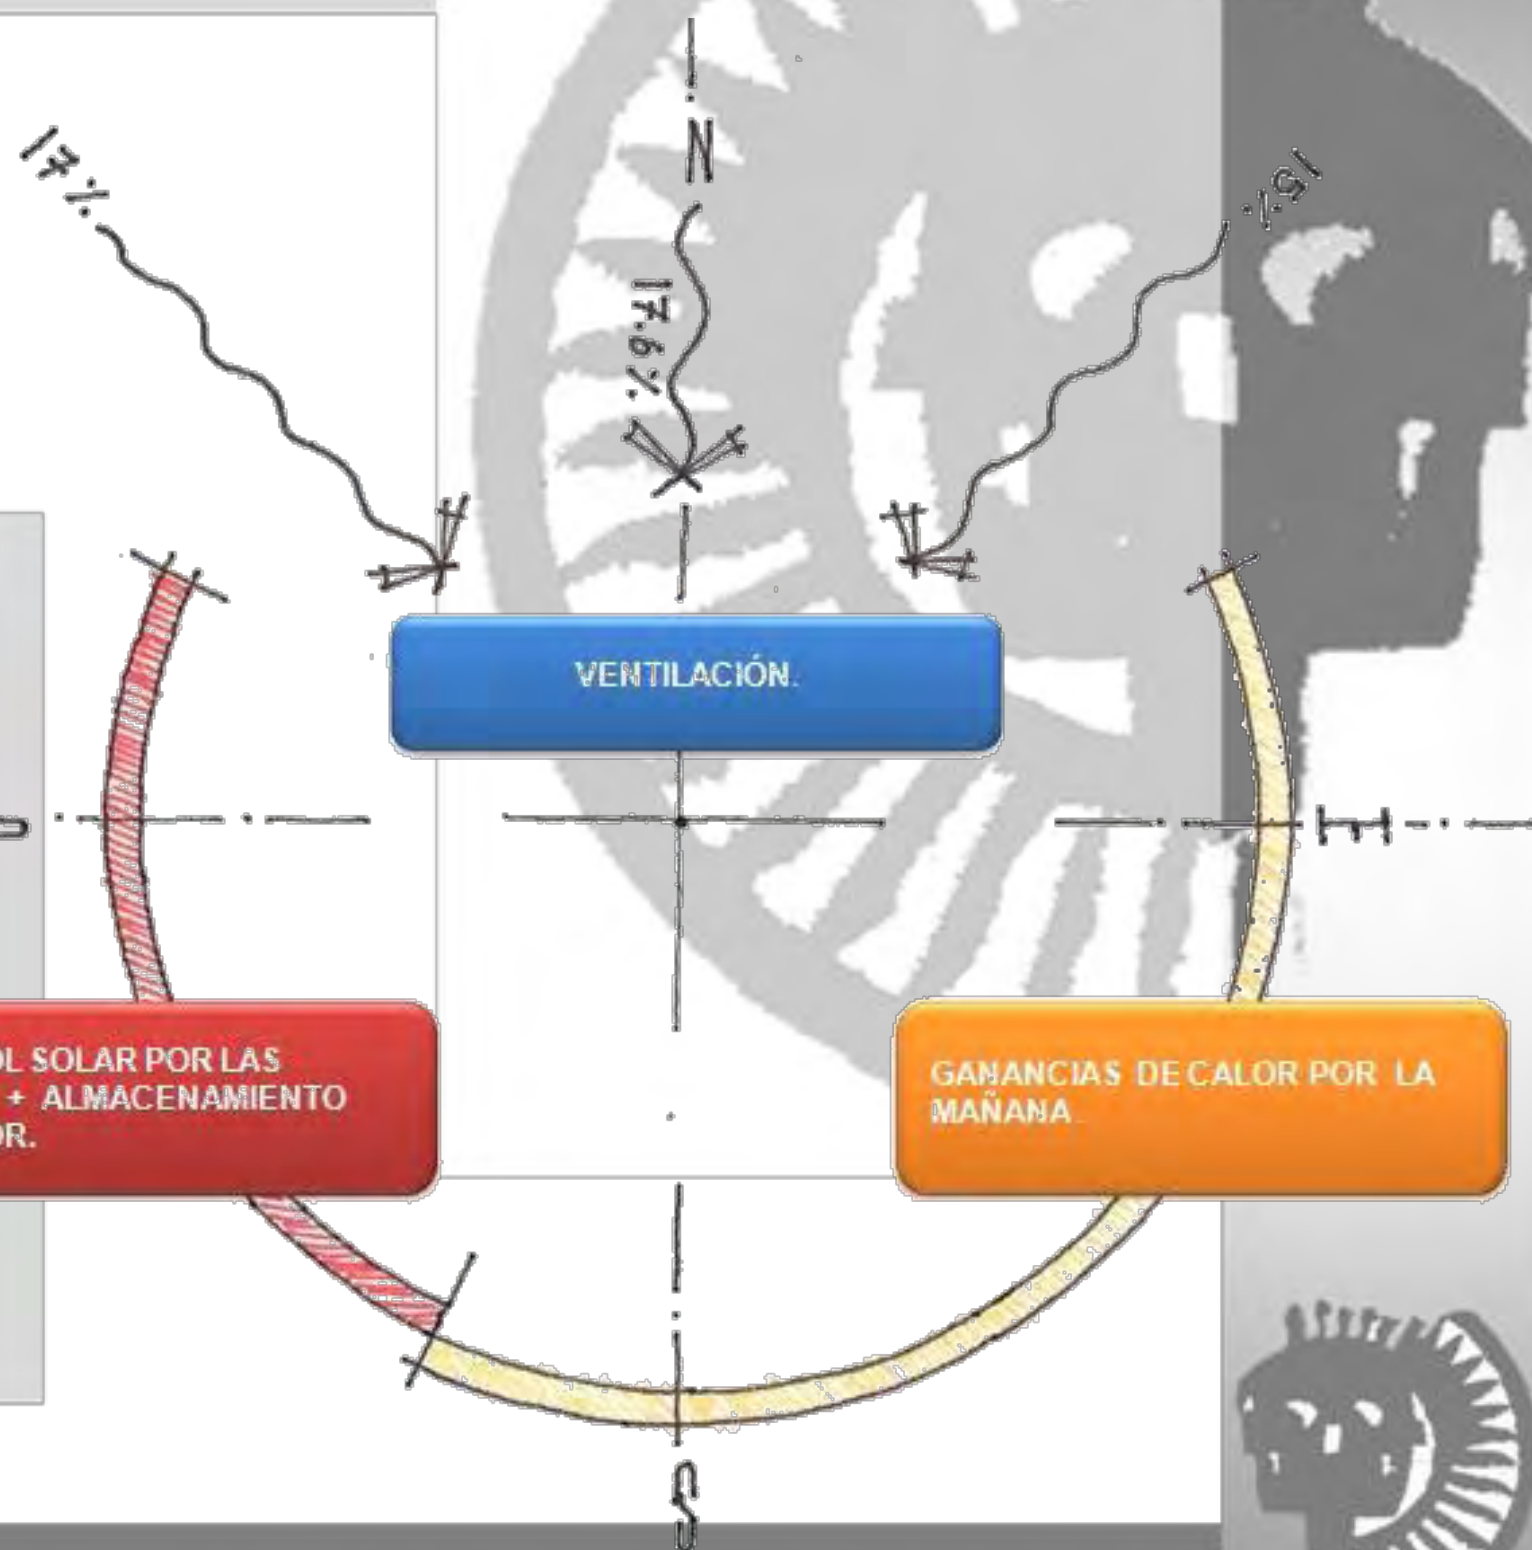 N
17%
17.6%
15%
VENTILACIÓN.
E
OL SOLAR POR LAS
+ ALMACENAMIENTO
OR.
GANANCIAS DE CALOR POR LA
MAÑANA.
S